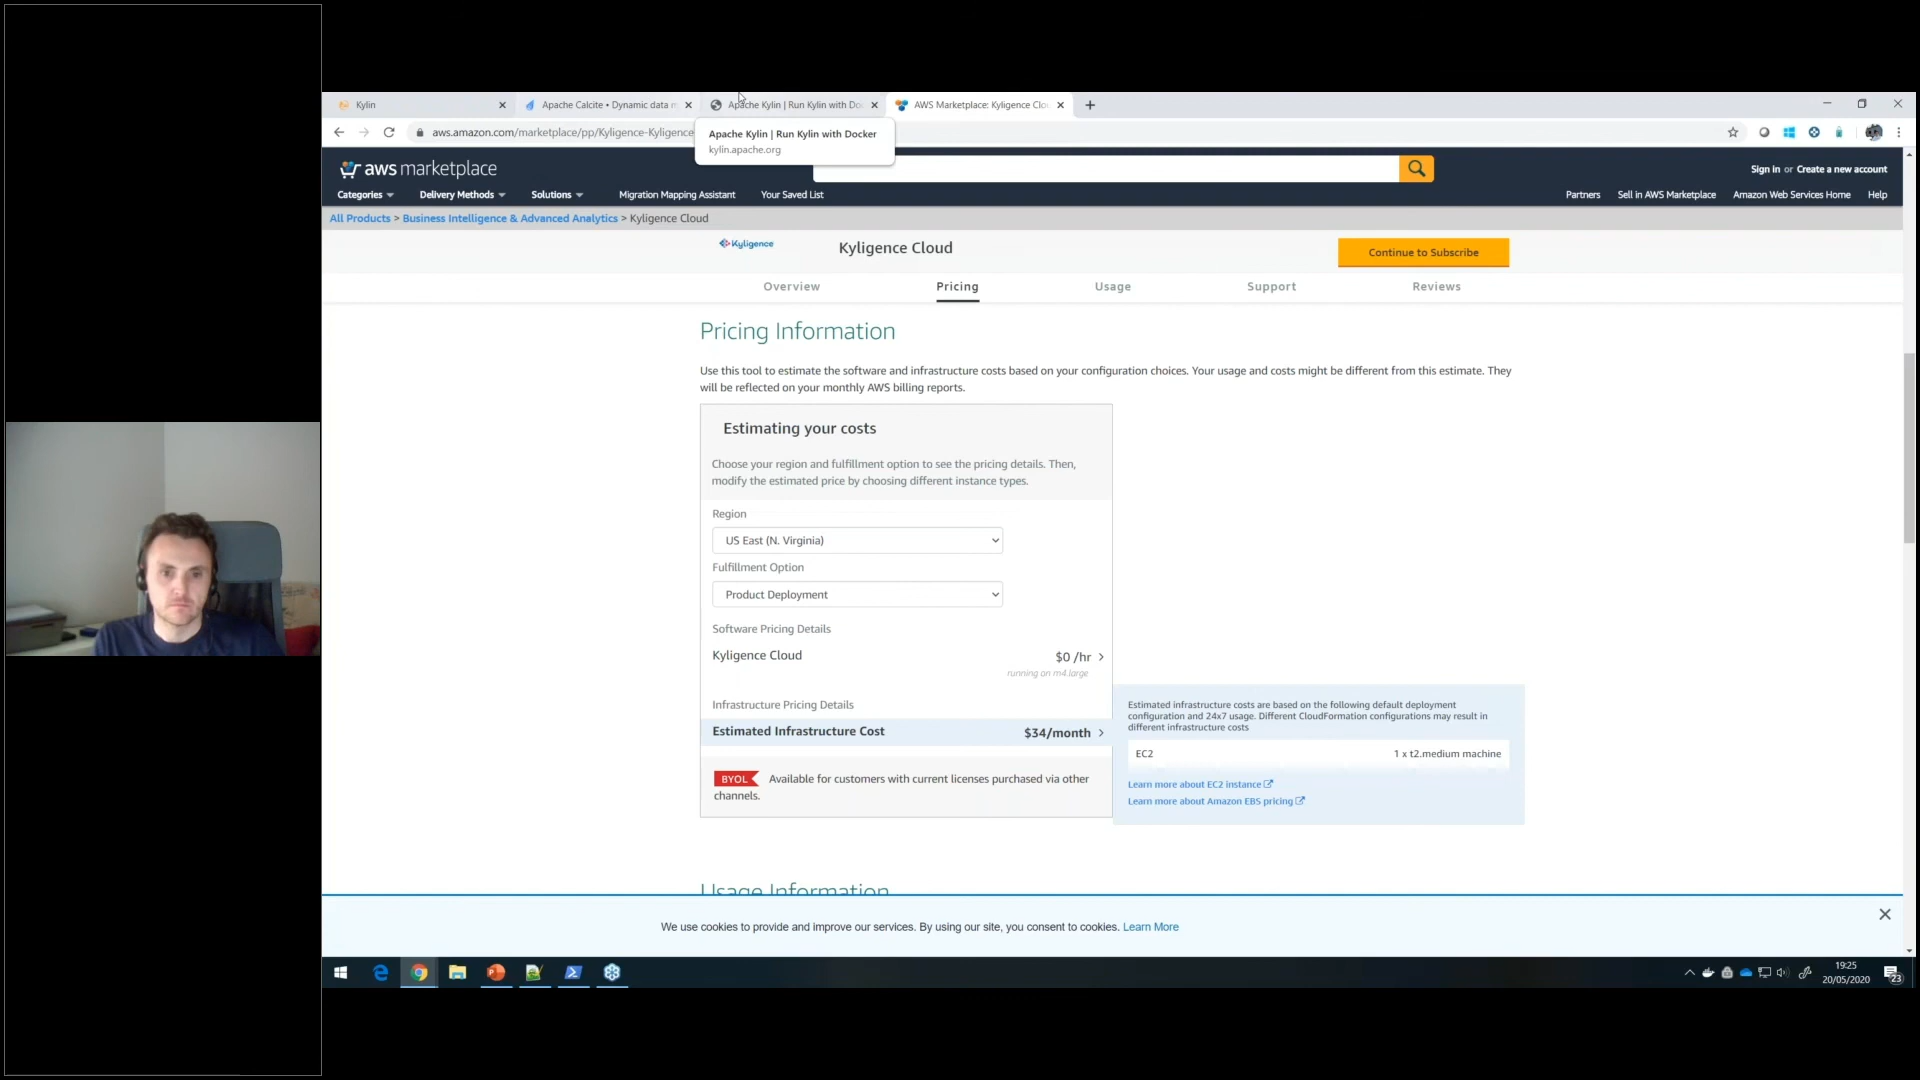 Kylin
Apache Calcite • Dynamic data m
Apache Kylin | Run Kylin with Do
AWS Marketplace: Kyligence Clo
aws.amazon.com/marketplace/pp/Kyligence-Kyligence
Apache Kylin | Run Kylin with Docker
kylin.apache.org
aws marketplace
Sign in or Create a new account
Categories
Delivery Methods
Solutions
Migration Mapping Assistant
Your Saved List
Partners
Sell in AWS Marketplace
Amazon Web Services Home
Help
All Products > Business Intelligence & Advanced Analytics > Kyligence Cloud
Kyligence
Kyligence Cloud
Continue to Subscribe
Overview
Pricing
Usage
Support
Reviews
Pricing Information
Use this tool to estimate the software and infrastructure costs based on your configuration choices. Your usage and costs might be different from this estimate. They
will be reflected on your monthly AWS billing reports.
Estimating your costs
Choose your region and fulfillment option to see the pricing details. Then,
modify the estimated price by choosing different instance types.
Region
US East (N. Virginia)
Fulfillment Option
Product Deployment
Software Pricing Details
Kyligence Cloud
$0 /hr >
running on m4.large
Infrastructure Pricing Details
Estimated Infrastructure Cost
$34/month >
BYOL Available for customers with current licenses purchased via other
channels.
Estimated infrastructure costs are based on the following default deployment
configuration and 24x7 usage. Different CloudFormation configurations may result in
different infrastructure costs
EC2
1 x t2.medium machine
Learn more about EC2 instance
Learn more about Amazon EBS pricing
Usage Information
We use cookies to provide and improve our services. By using our site, you consent to cookies. Learn More
19:25
20/05/2020
23